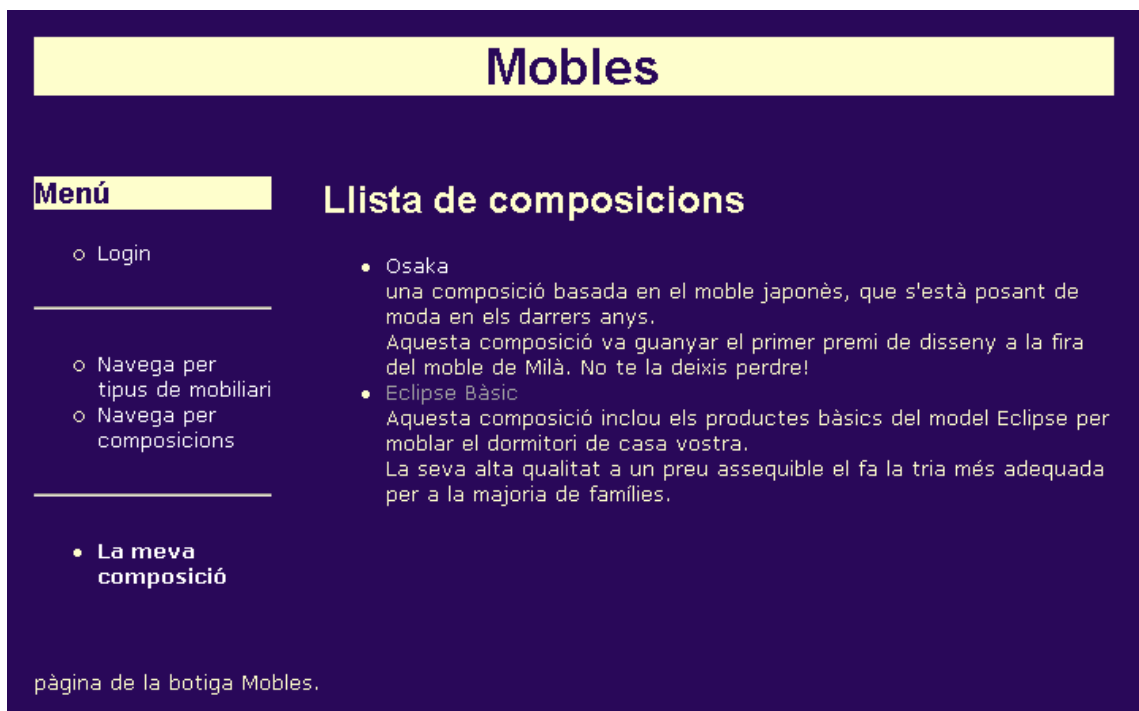 Mobles
Menú
Login
Navega per
tipus de mobiliari
Navega per
composicions
La meva
composició
Llista de composicions
Osaka
una composició basada en el moble japonès, que s'està posant de
moda en els darrers anys.
Aquesta composició va guanyar el primer premi de disseny a la fira
del moble de Milà. No te la deixis perdre!
Eclipse Bàsic
Aquesta composició inclou els productes bàsics del model Eclipse per
moblar el dormitori de casa vostra.
La seva alta qualitat a un preu assequible el fa la tria més adequada
per a la majoria de famílies.
pàgina de la botiga Mobles.